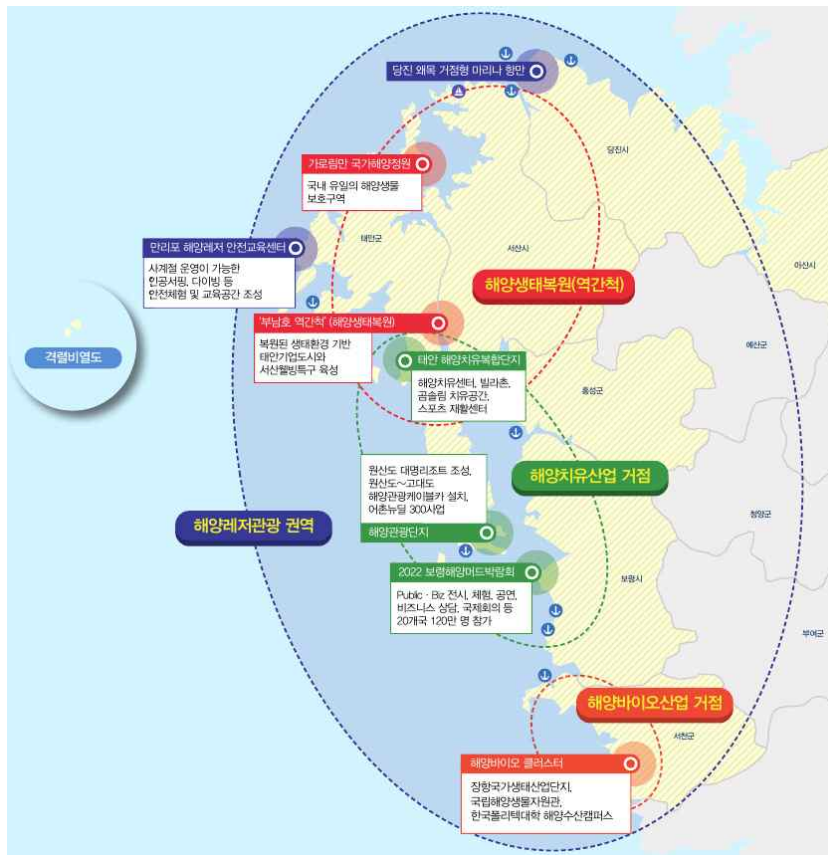 당진 왜목 거점형 마리나 항만
당진시
가로림만 국가해양정원
국내 유일의 해양생물
보호구역
태안군
서산시
아산시
만리포 해양레저 안전교육센터
사계절 운영이 가능한
인공서핑, 다이빙 등
안전체험 및 교육공간 조성
해양생태복원(역간척)
'부남호 역간척' (해양생태복원)
복원된 생태환경 기반
태안기업도시와
서산웰빙특구 육성
예산군
격렬비열도
태안 해양치유복합단지
해양치유센터, 빌라촌,
곰솔림 치유공간,
스포츠 재활센터
홍성군
원산도 대명리조트 조성,
원산도~고대도
해양관광케이블카 설치,
어촌뉴딜 300사업
해양관광단지
해양치유산업 거점
해양레저관광 권역
청양군
2022 보령해양머드박람회
Public · Biz 전시, 체험, 공연,
비즈니스 상담, 국제회의 등
20개국 120만 명 참가
보령시
부여군
해양바이오산업 거점
서천군
해양바이오 클러스터
장항국가생태산업단지,
국립해양생물자원관,
한국폴리텍대학 해양수산캠퍼스